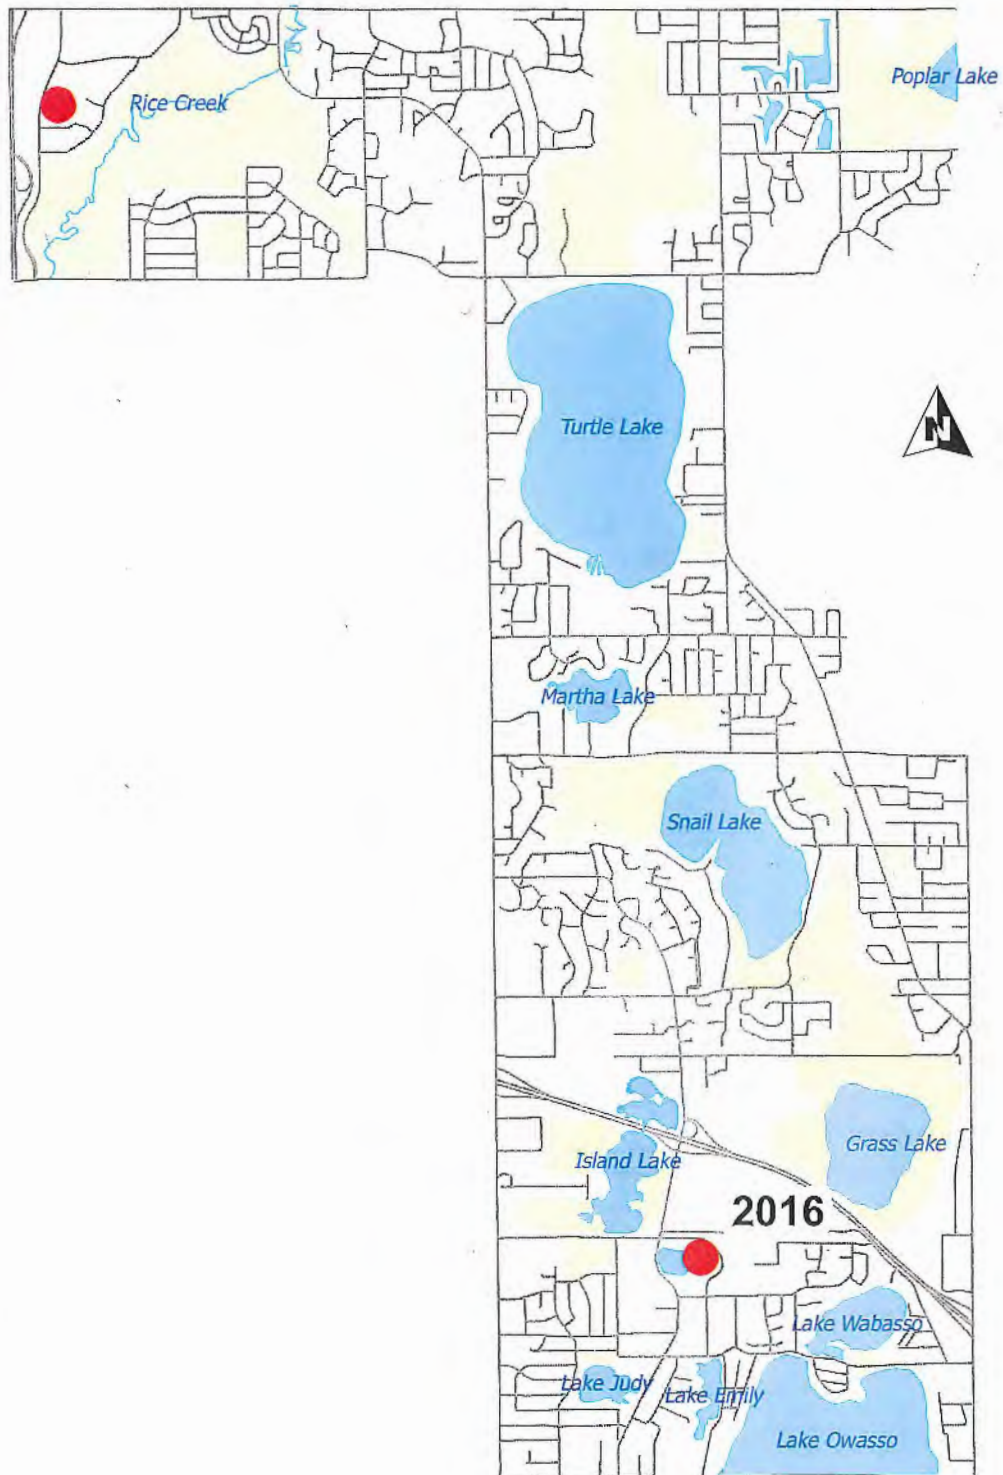 Poplar Lake
Rice Creek
Turtle Lake
N
Martha Lake
Snail Lake
Grass Lake
Island Lake
2016
Lake Wabasso
Lake Judy
Lake Emily
Lake Owasso